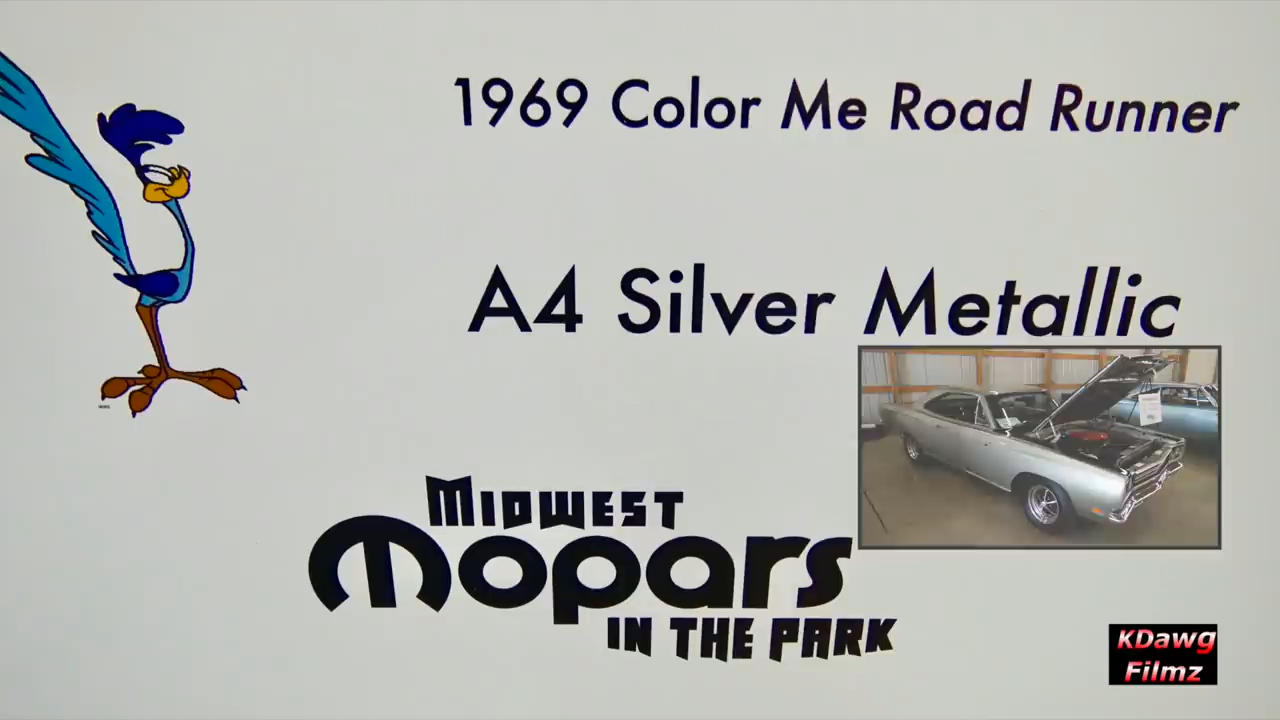 1969 Color Me Road Runner
A4 Silver Metallic
MIDWEST
mopars
IN THE PARK
KDawg
Filmz